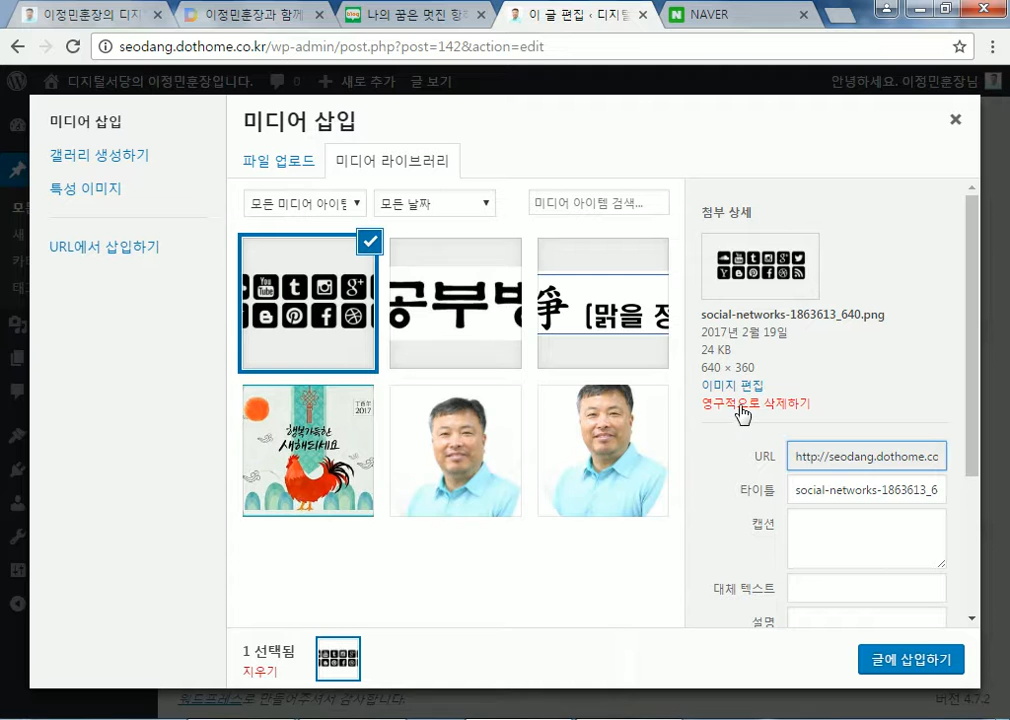 이정민훈장의 디지
이정민훈장과 함께
나의 꿈은 멋진 황
이 글 편집 ‹ 디지털
NAVER
seodang.dothome.co.kr/wp-admin/post.php?post=142&action=edit
디지털서당의 이정민훈장입니다.
0
새로 추가
글 보기
안녕하세요, 이정민훈장님
미디어 삽입
갤러리 생성하기
특성 이미지
URL에서 삽입하기
미디어 삽입
파일 업로드
미디어 라이브러리
모든 미디어 아이템
모든 날짜
미디어 아이템 검색...
You Tube
공부방
爭 (맑을 정
丁酉年
2017
행복가득한
새해되세요
첨부 상세
social-networks-1863613_640.png
2017년 2월 19일
24 KB
640 × 360
이미지 편집
영구적으로 삭제하기
URL
http://seodang.dothome.co
타이틀
social-networks-1863613_6
캡션
대체 텍스트
설명
1 선택됨
지우기
글에 삽입하기
워드프레스로 만들어주셔서 감사합니다.
버전 4.7.2